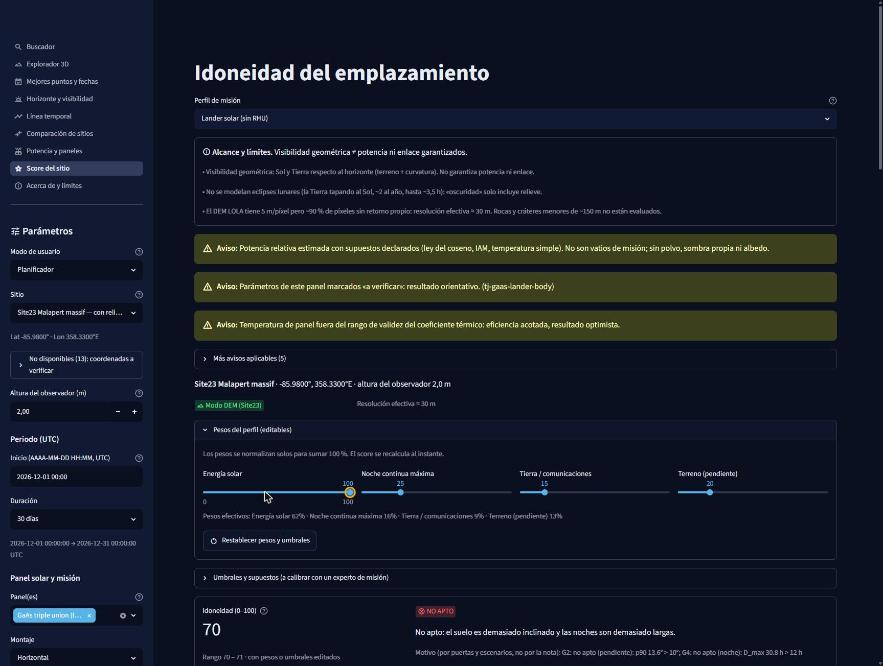 Buscador
Explorador 3D
Mejores puntos y fechas
Horizonte y visibilidad
Línea temporal
Comparación de sitios
Potencia y paneles
Score del sitio
Acerca de y límites
Parámetros
Modo de usuario
Planificador
Sitio
Site23 Malapert massif — con reli...
Lat -85.9800° · Lon 358.3300°E
No disponibles (13): coordenadas a
verificar
Altura del observador (m)
2,00
Periodo (UTC)
Inicio (AAAA-MM-DD HH:MM, UTC)
2026-12-01 00:00
Duración
30 días
2026-12-01 00:00:00 → 2026-12-31 00:00:00
UTC
Panel solar y misión
Panel(es)
GaAs triple union (l...
Montaje
Horizontal
Idoneidad del emplazamiento
Perfil de misión
Lander solar (sin RHU)
Alcance y límites. Visibilidad geométrica ≠ potencia ni enlace garantizados.
• Visibilidad geométrica: Sol y Tierra respecto al horizonte (terreno + curvatura). No garantiza potencia ni enlace.
• No se modelan eclipses lunares (la Tierra tapando al Sol, ~2 al año, hasta ~3,5 h): «oscuridad» solo incluye relieve.
• El DEM LOLA tiene 5 m/píxel pero ~90 % de píxeles sin retorno propio: resolución efectiva ≈ 30 m. Rocas y cráteres menores de ~150 m no están evaluados.
Aviso: Potencia relativa estimada con supuestos declarados (ley del coseno, IAM, temperatura simple). No son vatios de misión; sin polvo, sombra propia ni albedo.
Aviso: Parámetros de este panel marcados «a verificar»: resultado orientativo. (tj-gaas-lander-body)
Aviso: Temperatura de panel fuera del rango de validez del coeficiente térmico: eficiencia acotada, resultado optimista.
Más avisos aplicables (5)
Site23 Malapert massif · -85.9800°, 358.3300°E · altura del observador 2,0 m
Modo DEM (Site23)
Resolución efectiva ≈ 30 m
Pesos del perfil (editables)
Los pesos se normalizan solos para sumar 100 %. El score se recalcula al instante.
Energía solar
100
0
100
Noche continua máxima
25
Tierra / comunicaciones
15
Terreno (pendiente)
20
Pesos efectivos: Energía solar 62% · Noche continua máxima 16% · Tierra / comunicaciones 9% · Terreno (pendiente) 13%
Restablecer pesos y umbrales
Umbrales y supuestos (a calibrar con un experto de misión)
Idoneidad (0–100)
70
Rango 70 – 71 · con pesos o umbrales editados
NO APTO
No apto: el suelo es demasiado inclinado y las noches son demasiado largas.
Motivo (por puertas y escenarios, no por la nota): G2: no apto (pendiente): p90 13.6° > 10°; G4: no apto (noche): D_max 30.8 h > 12 h